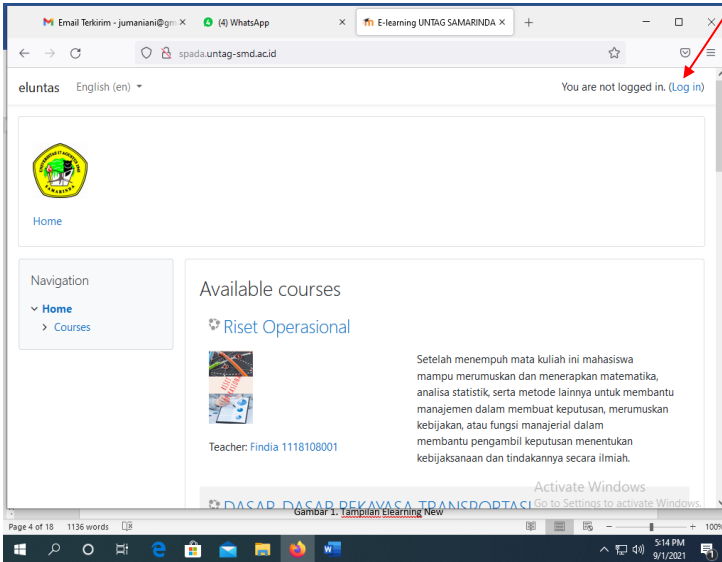 Email Terkirim - jumaniani@gm
(4) WhatsApp
E-learning UNTAG SAMARINDA
spada.untag-smd.ac.id
eluntas English (en)
You are not logged in. (Log in)
SAMARINDA
Home
Navigation
Home
Courses
Available courses
Riset Operasional
Setelah menempuh mata kuliah ini mahasiswa
mampu merumuskan dan menerapkan matematika,
analisa statistik, serta metode lainnya untuk membantu
manajemen dalam membuat keputusan, merumuskan
kebijakan, atau fungsi manajerial dalam
membantu pengambil keputusan menentukan
kebijaksanaan dan tindakannya secara ilmiah.
Teacher: Findia 1118108001
Activate Windows
Go to Settings to activate Windows.
DASAR-DASAR REKAYASA TRANSPORTASI
Gambar 1. Tampilan Elearning New
Page 4 of 18 1136 words
100%
5:14 PM
9/1/2021
1